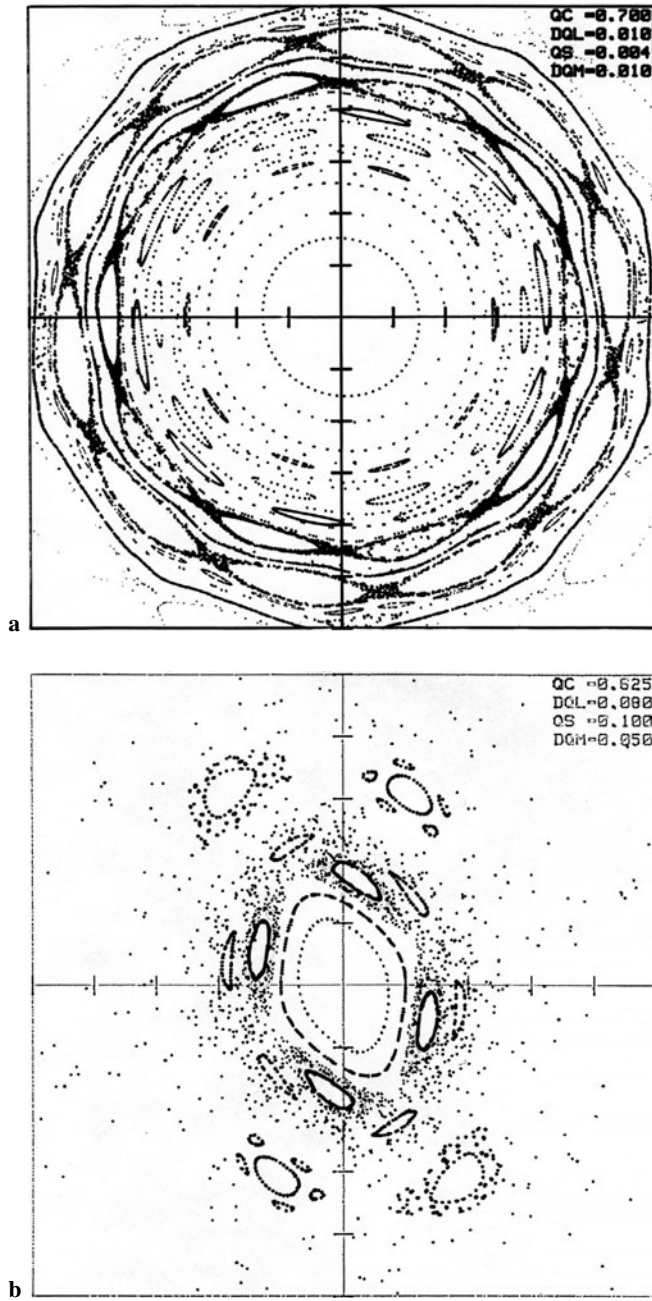 QC =0.700
DQL=0.010
QS =0.004
DQM=0.010
a
QC =0.625
DQL=0.080
QS =0.100
DQM=0.050
b